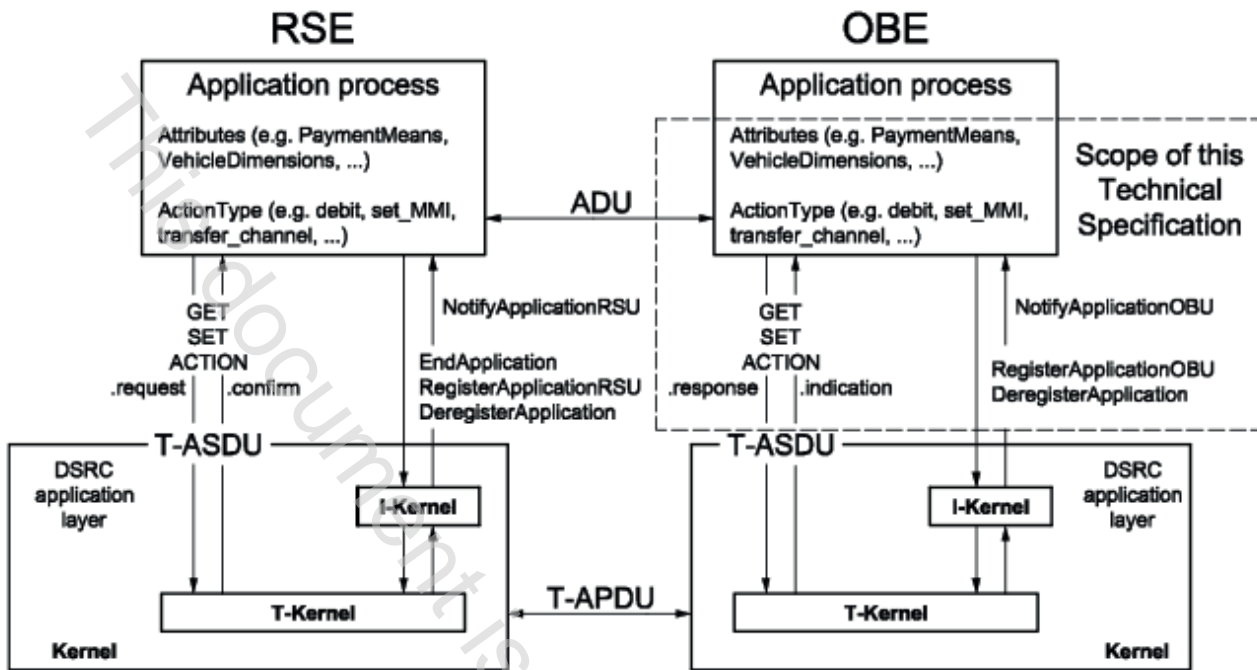 RSE
OBE
Application process
Attributes (e.g. PaymentMeans,
VehicleDimensions, ...)
ActionType (e.g. debit, set_MMI,
transfer_channel, ...)
ADU
Application process
Attributes (e.g. PaymentMeans,
VehicleDimensions, ...)
ActionType (e.g. debit, set_MMI,
transfer_channel, ...)
Scope of this
Technical
Specification
GET
SET
ACTION
.request
.confirm
NotifyApplicationRSU
EndApplication
RegisterApplicationRSU
DeregisterApplication
GET
SET
ACTION
.response
.indication
NotifyApplicationOBU
RegisterApplicationOBU
DeregisterApplication
T-ASDU
DSRC
application
layer
I-Kernel
T-Kernel
Kernel
T-APDU
T-ASDU
DSRC
application
layer
I-Kernel
T-Kernel
Kernel
This document is